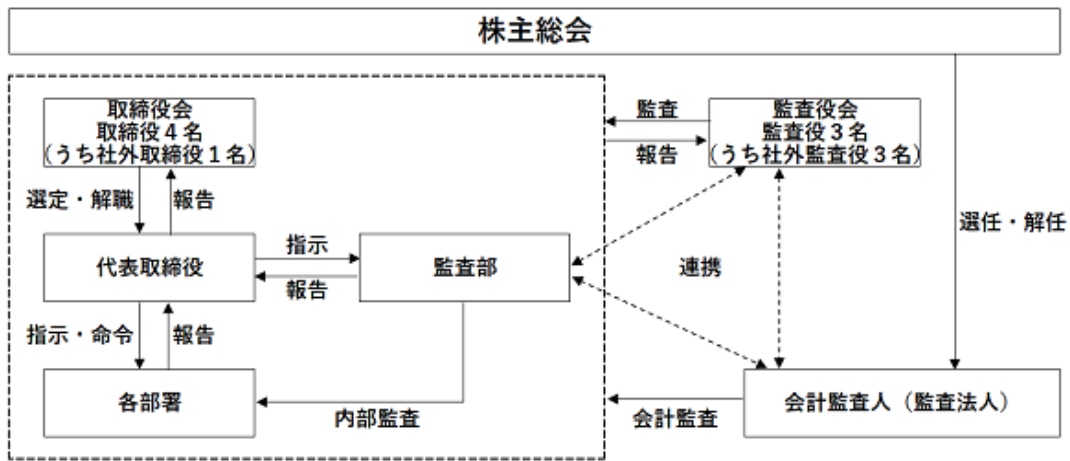 株主総会
取締役会
取締役４名
（うち社外取締役１名）
監査
報告
監査役会
監査役３名
（うち社外監査役３名）
選定・解職
報告
選任・解任
代表取締役
指示
報告
監査部
連携
指示・命令
報告
各部署
内部監査
会計監査
会計監査人（監査法人）